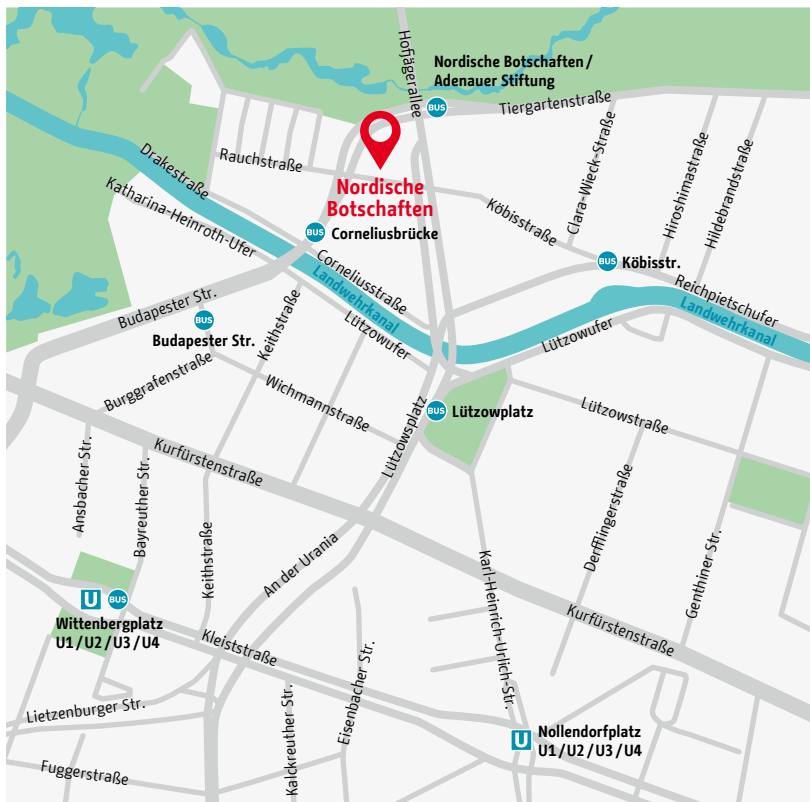 Hofjägerallee
Nordische Botschaften /
Adenauer Stiftung
BUS
Tiergartenstraße
Rauchstraße
Drakestraße
Katharina-Heinroth-Ufer
Nordische
Botschaften
BUS
Corneliusbrücke
Clara-Wieck-Straße
Hiroshimastraße
Hildebrandstraße
Köbisstraße
BUS
Köbisstr.
Reichpietschufer
Landwehrkanal
Corneliusstraße
Landwehrkanal
Lützowufer
Lützowufer
Budapester Str.
BUS
Budapester Str.
Keithstraße
Burggrafenstraße
Wichmannstraße
Lützowsplatz
BUS
Lützowplatz
Lützowstraße
Kurfürstenstraße
Ansbacher Str.
Bayreuther Str.
Keithstraße
An der Urania
Derfflingerstraße
Genthiner Str.
Karl-Heinrich-Urlich-Str.
Kurfürstenstraße
U
BUS
Wittenbergplatz
U1 / U2 / U3 / U4
Kleiststraße
Eisenbacher Str.
Lietzenburger Str.
Kalckreuther Str.
Fuggerstraße
U
Nollendorfplatz
U1 / U2 / U3 / U4